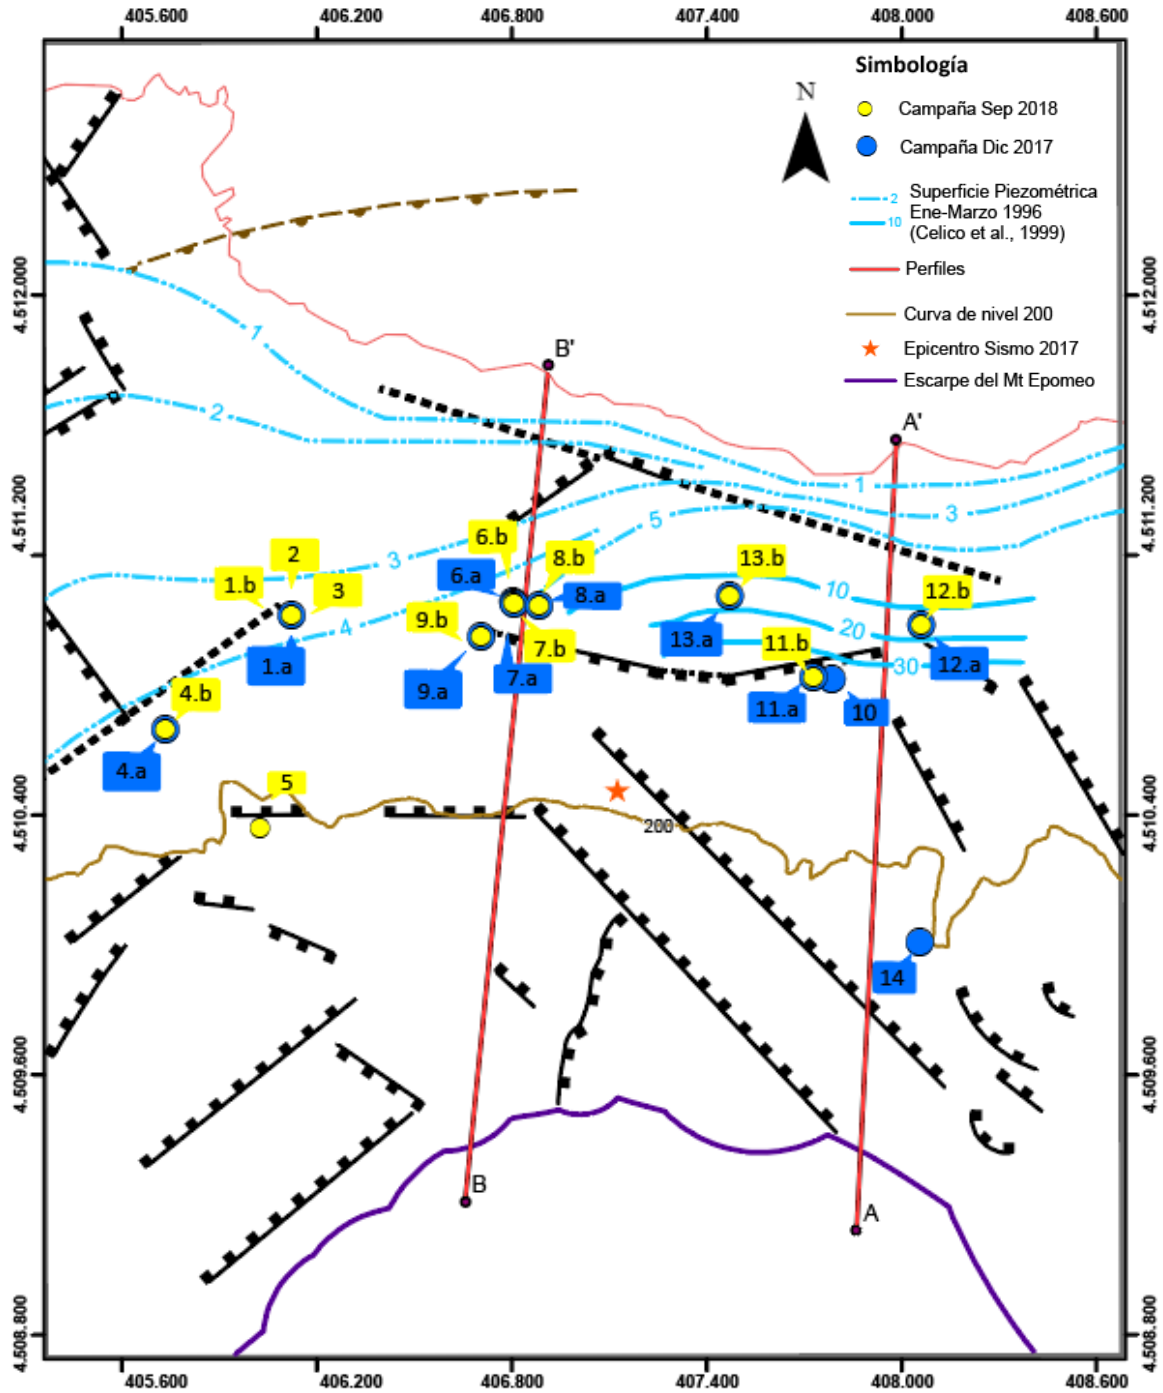 405.600 406.200 406.800 407.400 408.000 408.600
Simbología
N
Campaña Sep 2018
Campaña Dic 2017
2 Superficie Piezométrica
10 Ene-Marzo 1996
(Celico et al., 1999)
Perfiles
Curva de nivel 200
Epicentro Sismo 2017
Escarpe del Mt Epomeo
4.512.000 4.512.000
1
B'
2
A'
1
4.511.200 4.511.200
3
5
6.b
2
3
8.b
13.b
1.b
3
6.a
8.a
10
12.b
9.b
4
7.b
13.a
11.b
20
1.a
9.a
7.a
30
12.a
4.b
11.a
10
4.a
5
4.510.400 4.510.400
200
14
4.509.600 4.509.600
B
A
4.508.800 4.508.800
405.600 406.200 406.800 407.400 408.000 408.600